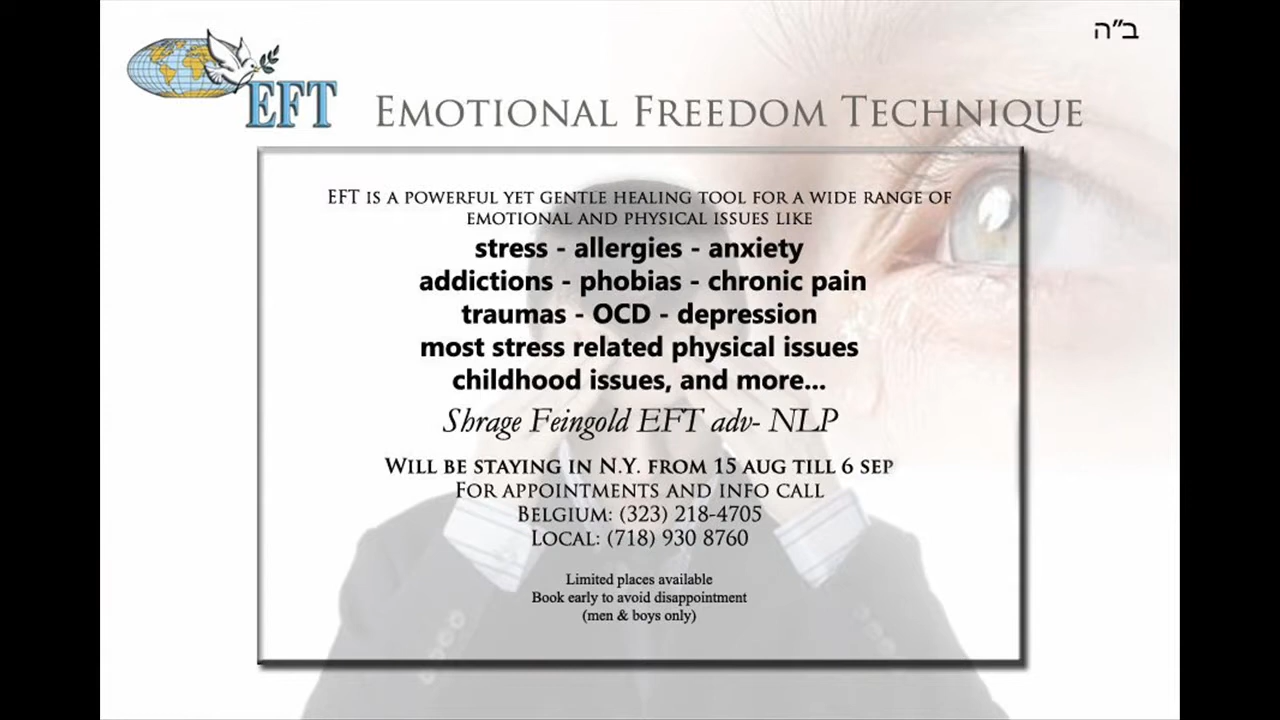 ב"ה
EFT
Emotional Freedom Technique
EFT is a powerful yet gentle healing tool for a wide range of
emotional and physical issues like
stress - allergies - anxiety
addictions - phobias - chronic pain
traumas - OCD - depression
most stress related physical issues
childhood issues, and more...
Shrage Feingold EFT adv- NLP
Will be staying in N.Y. from 15 aug till 6 sep
For appointments and info call
Belgium: (323) 218-4705
Local: (718) 930 8760
Limited places available
Book early to avoid disappointment
(men & boys only)